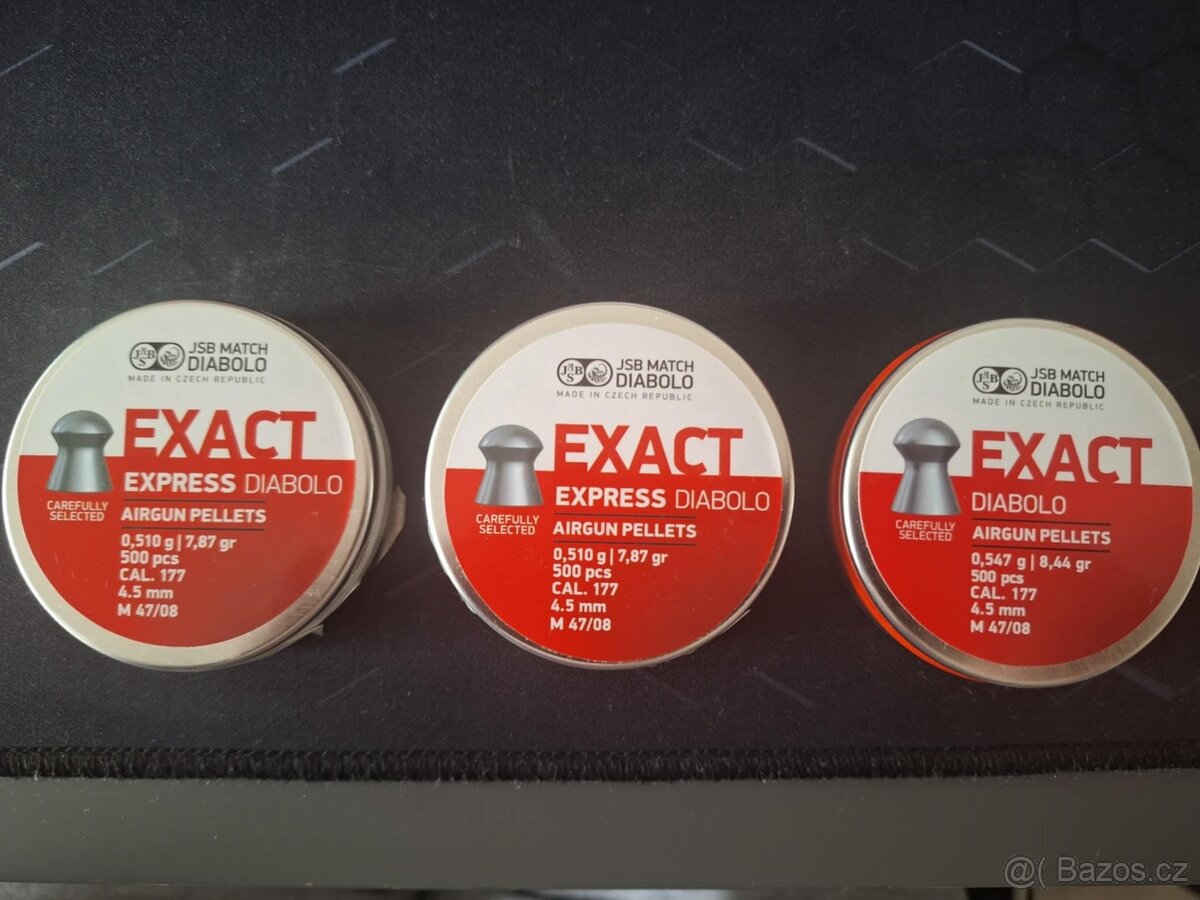 JSB
JSB MATCH
DIABOLO
MADE IN CZECH REPUBLIC
EXACT
EXPRESS DIABOLO
CAREFULLY
SELECTED
AIRGUN PELLETS
0,510 g | 7,87 gr
500 pcs
CAL. 177
4.5 mm
M 47/08
JSB
JSB MATCH
DIABOLO
MADE IN CZECH REPUBLIC
EXACT
EXPRESS DIABOLO
CAREFULLY
SELECTED
AIRGUN PELLETS
0,510 g | 7,87 gr
500 pcs
CAL. 177
4.5 mm
M 47/08
JSB
JSB MATCH
DIABOLO
MADE IN CZECH REPUBLIC
EXACT
DIABOLO
CAREFULLY
SELECTED
AIRGUN PELLETS
0,547 g | 8,44 gr
500 pcs
CAL. 177
4.5 mm
M 47/08
@( Bazos.cz